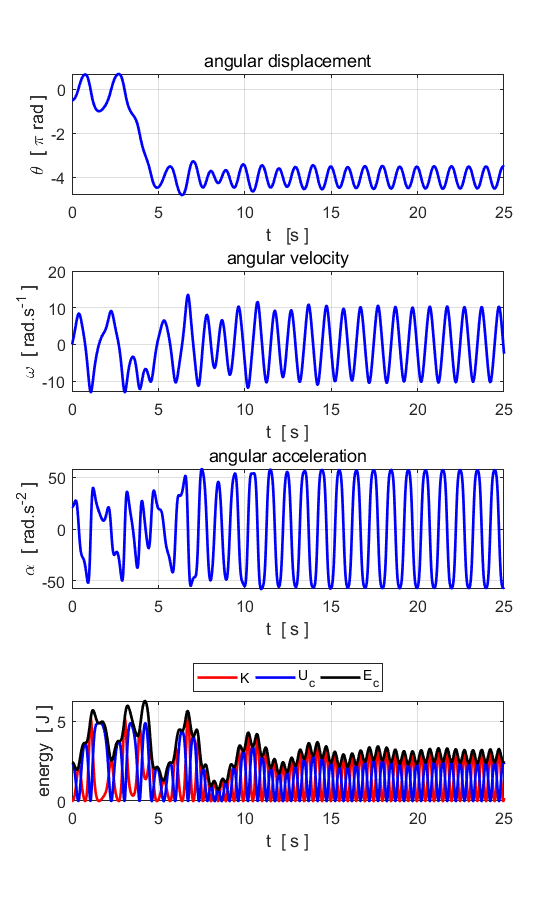 angular displacement
θ [ π rad ]
0
-2
-4
0 5 10 15 20 25
t [s ]
angular velocity
ω [ rad.s-1 ]
20
10
0
-10
0 5 10 15 20 25
t [ s ]
angular acceleration
α [ rad.s-2 ]
50
0
-50
0 5 10 15 20 25
t [ s ]
K Uc Ec
energy [ J ]
5
0
0 5 10 15 20 25
t [ s ]